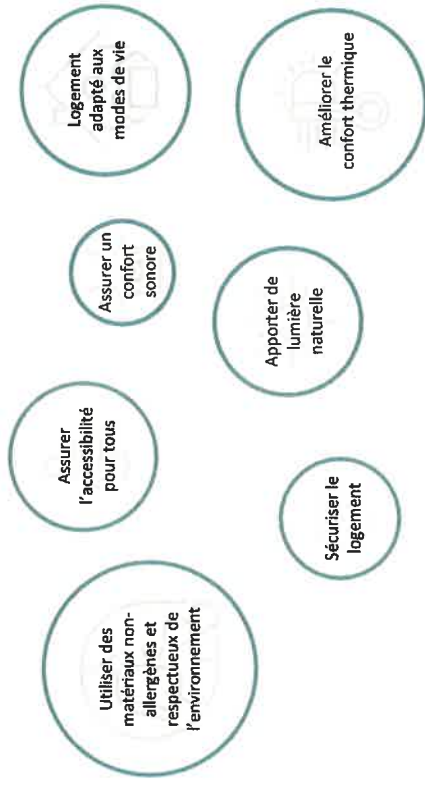 Utiliser des
matériaux non-
allergènes et
respectueux de
l'environnement
Assurer
l'accessibilité
pour tous
Assurer un
confort
sonore
Logement
adapté aux
modes de vie
Sécuriser le
logement
Apporter de
lumière
naturelle
Améliorer le
confort thermique